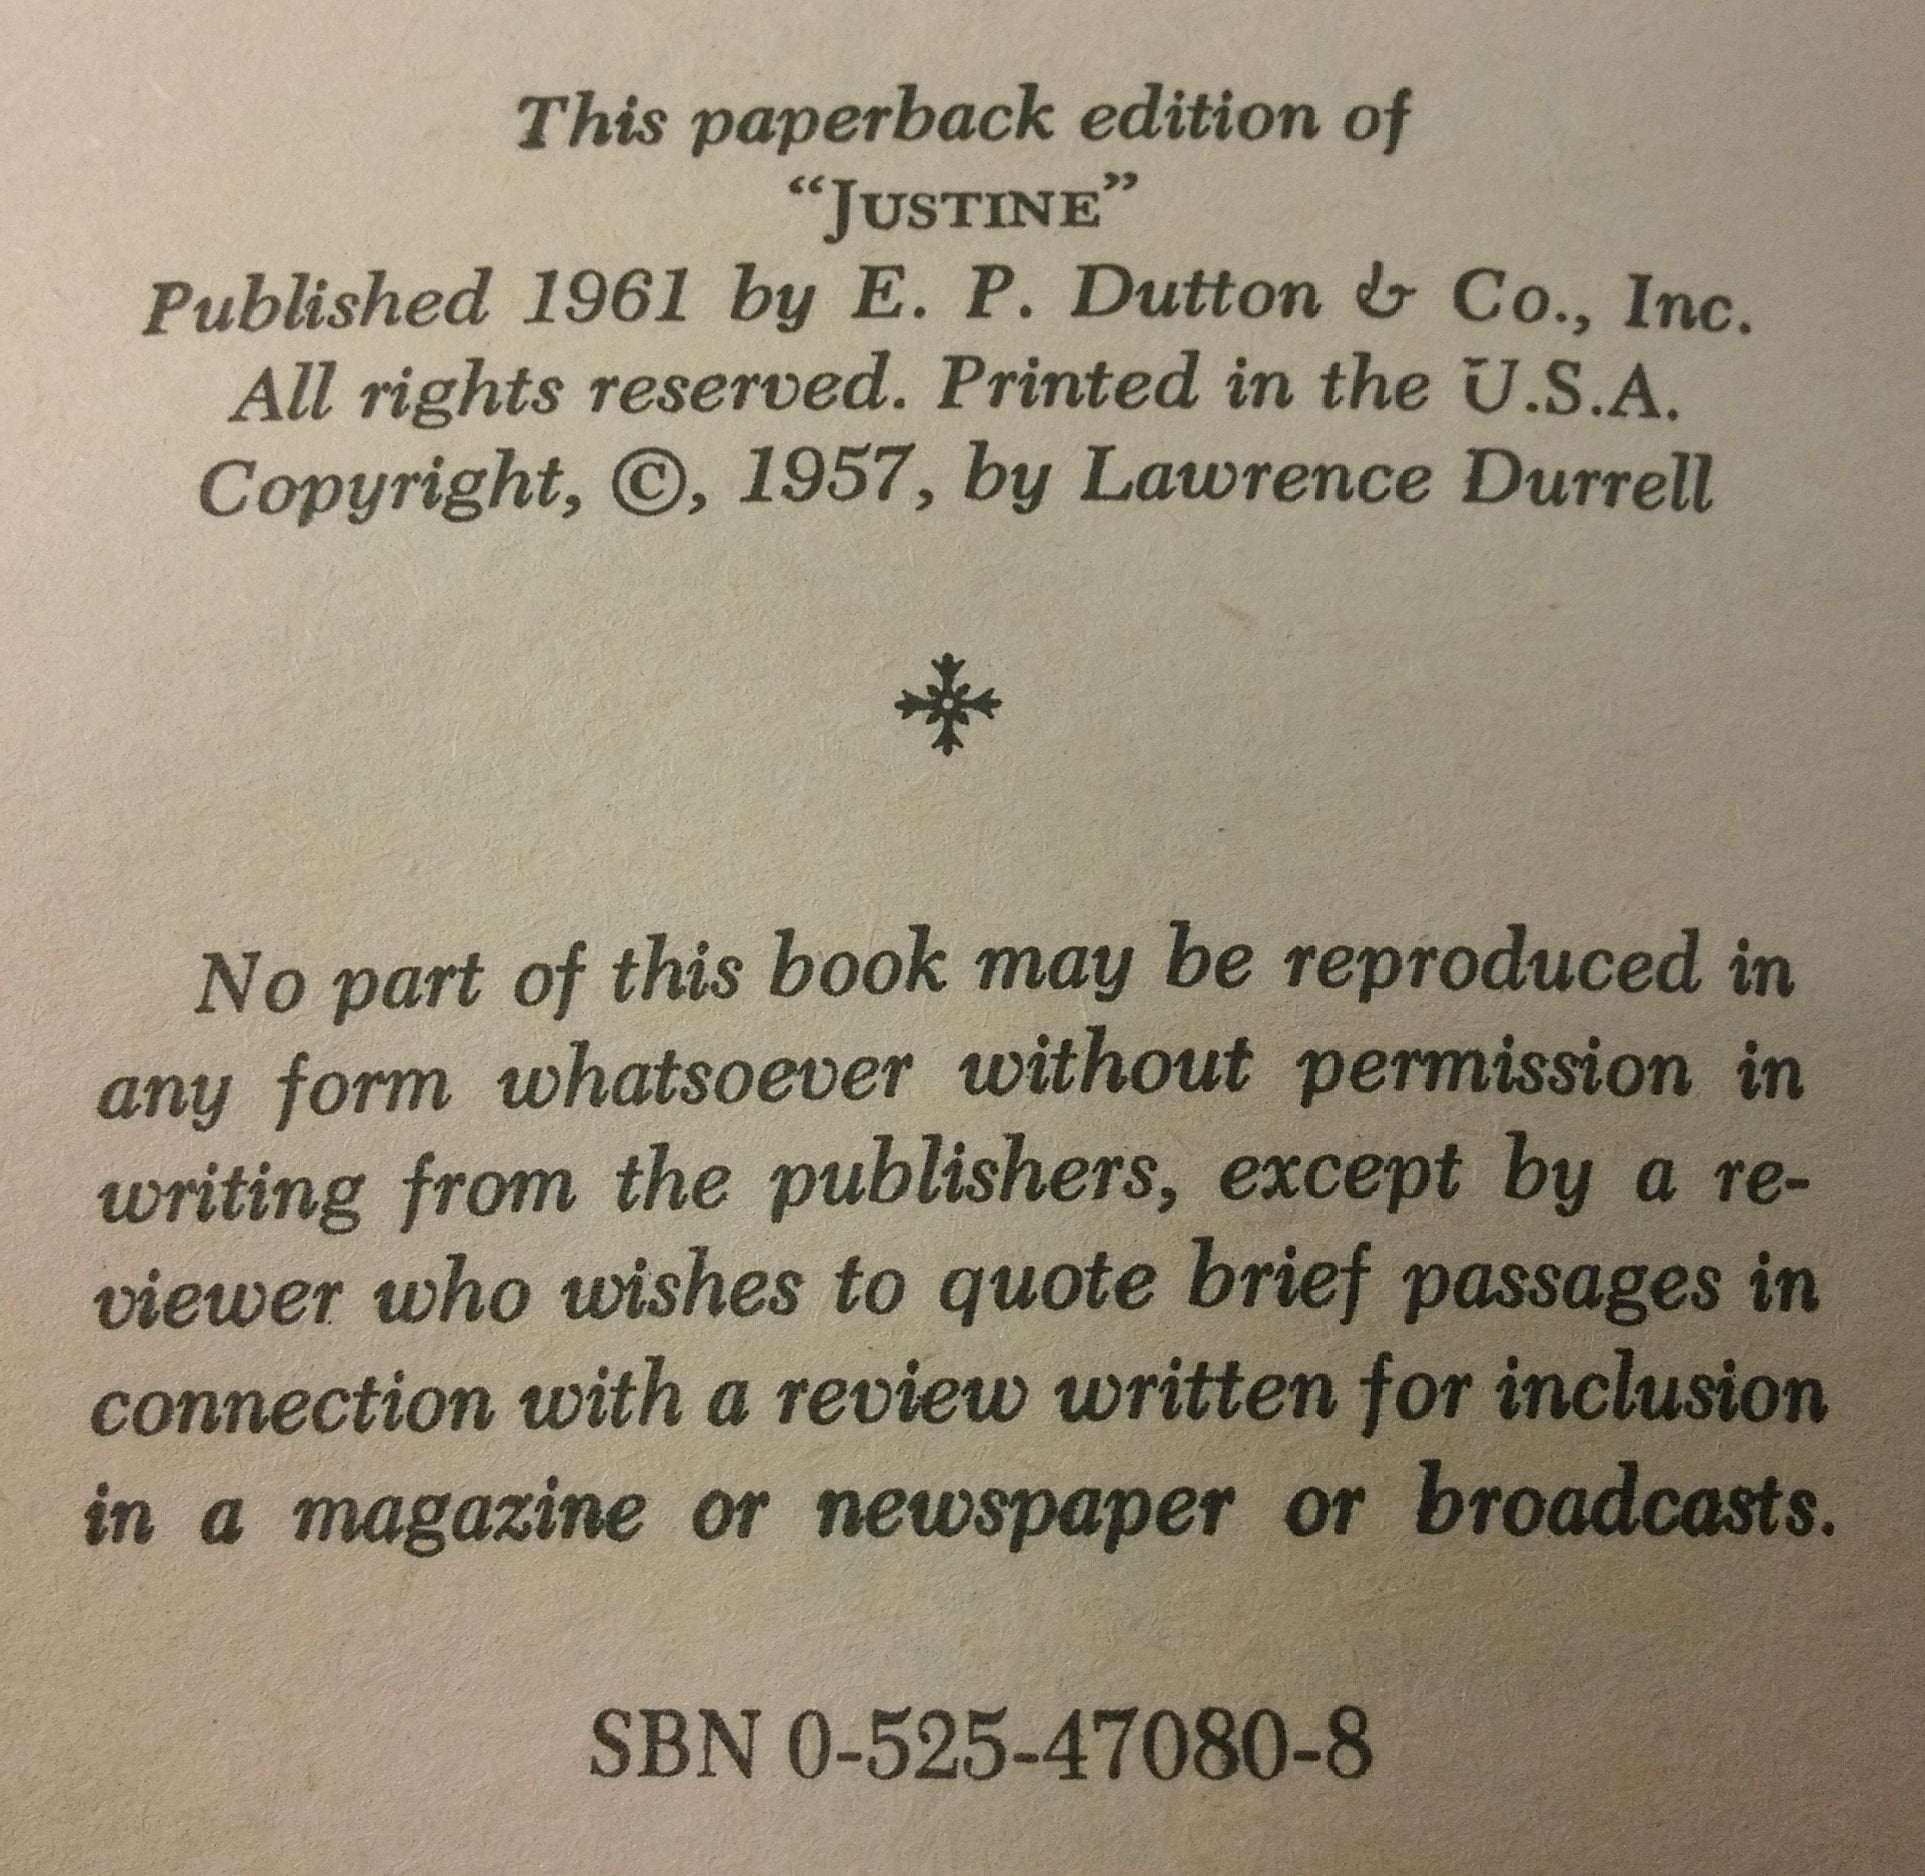 This paperback edition of
“JUSTINE”
Published 1961 by E. P. Dutton & Co., Inc.
All rights reserved. Printed in the U.S.A.
Copyright, ©, 1957, by Lawrence Durrell
No part of this book may be reproduced in
any form whatsoever without permission in
writing from the publishers, except by a re-
viewer who wishes to quote brief passages in
connection with a review written for inclusion
in a magazine or newspaper or broadcasts.
SBN 0-525-47080-8